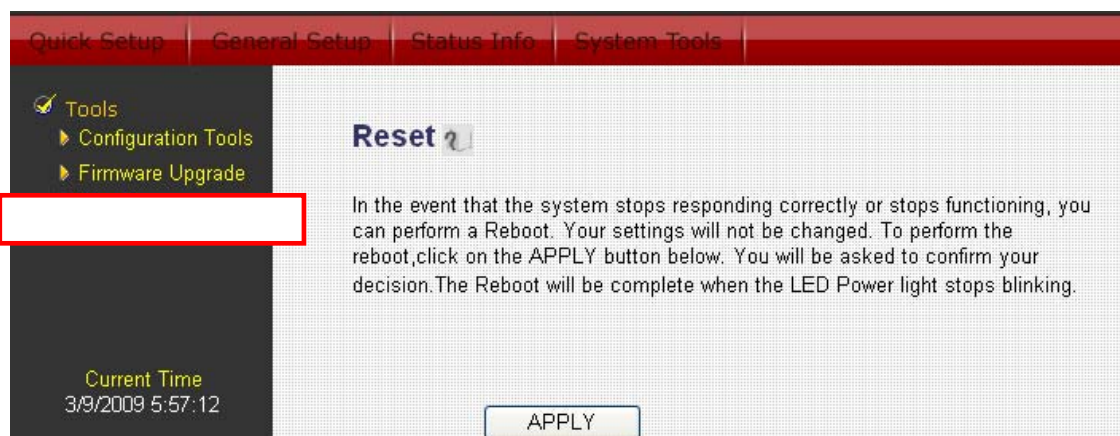 Quick Setup General Setup Status Info System Tools
Tools
Configuration Tools
Firmware Upgrade
Current Time
3/9/2009 5:57:12
Reset
In the event that the system stops responding correctly or stops functioning, you
can perform a Reboot. Your settings will not be changed. To perform the
reboot,click on the APPLY button below. You will be asked to confirm your
decision.The Reboot will be complete when the LED Power light stops blinking.
APPLY